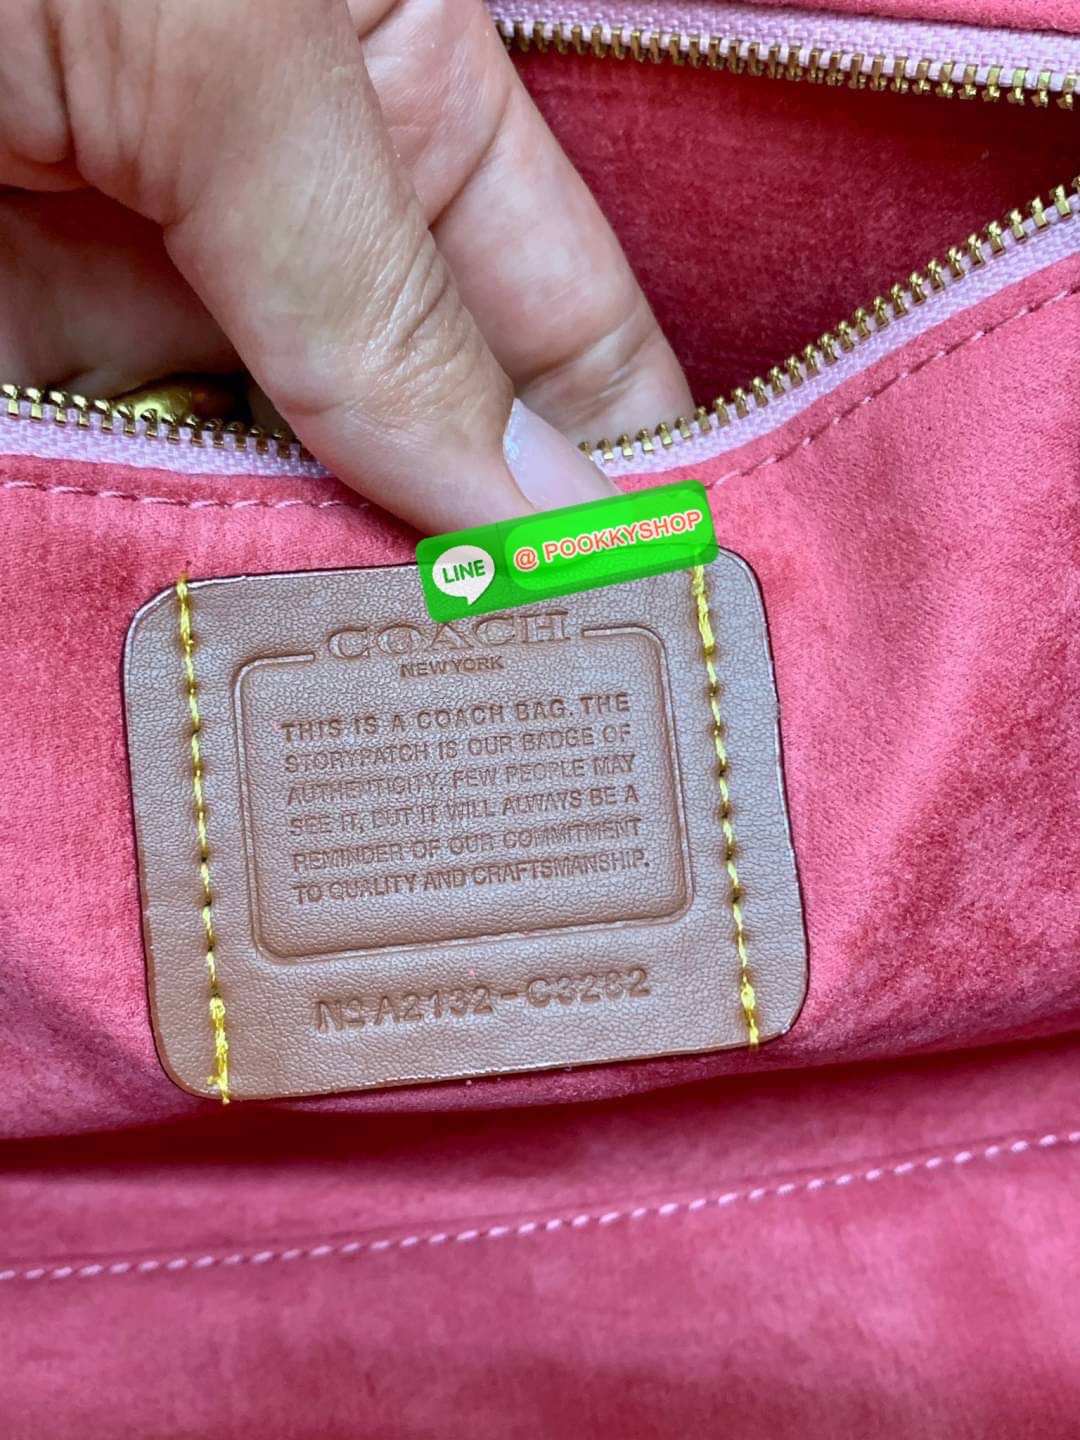 LINE @ POOKKYSHOP
COACH
NEW YORK
THIS IS A COACH BAG. THE
STORYPATCH IS OUR BADGE OF
AUTHENTICITY. FEW PEOPLE MAY
SEE IT, BUT IT WILL ALWAYS BE A
REMINDER OF OUR COMMITMENT
TO QUALITY AND CRAFTSMANSHIP.
Nº A2132-C3282